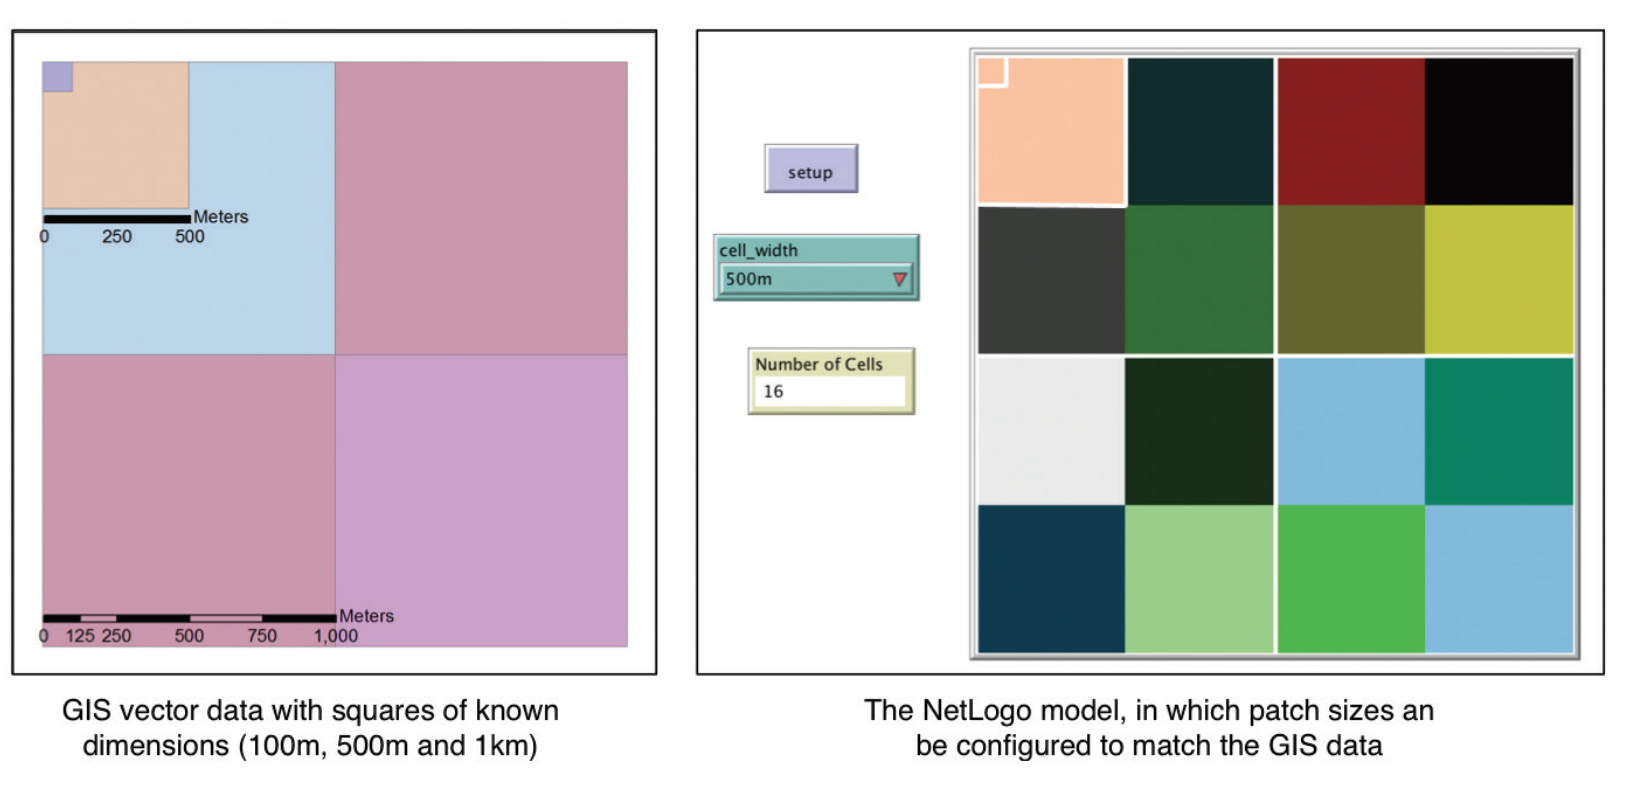 Meters
0 250 500
Meters
0 125 250 500 750 1,000
setup
cell_width
500m
Number of Cells
16
GIS vector data with squares of known
dimensions (100m, 500m and 1km)
The NetLogo model, in which patch sizes an
be configured to match the GIS data